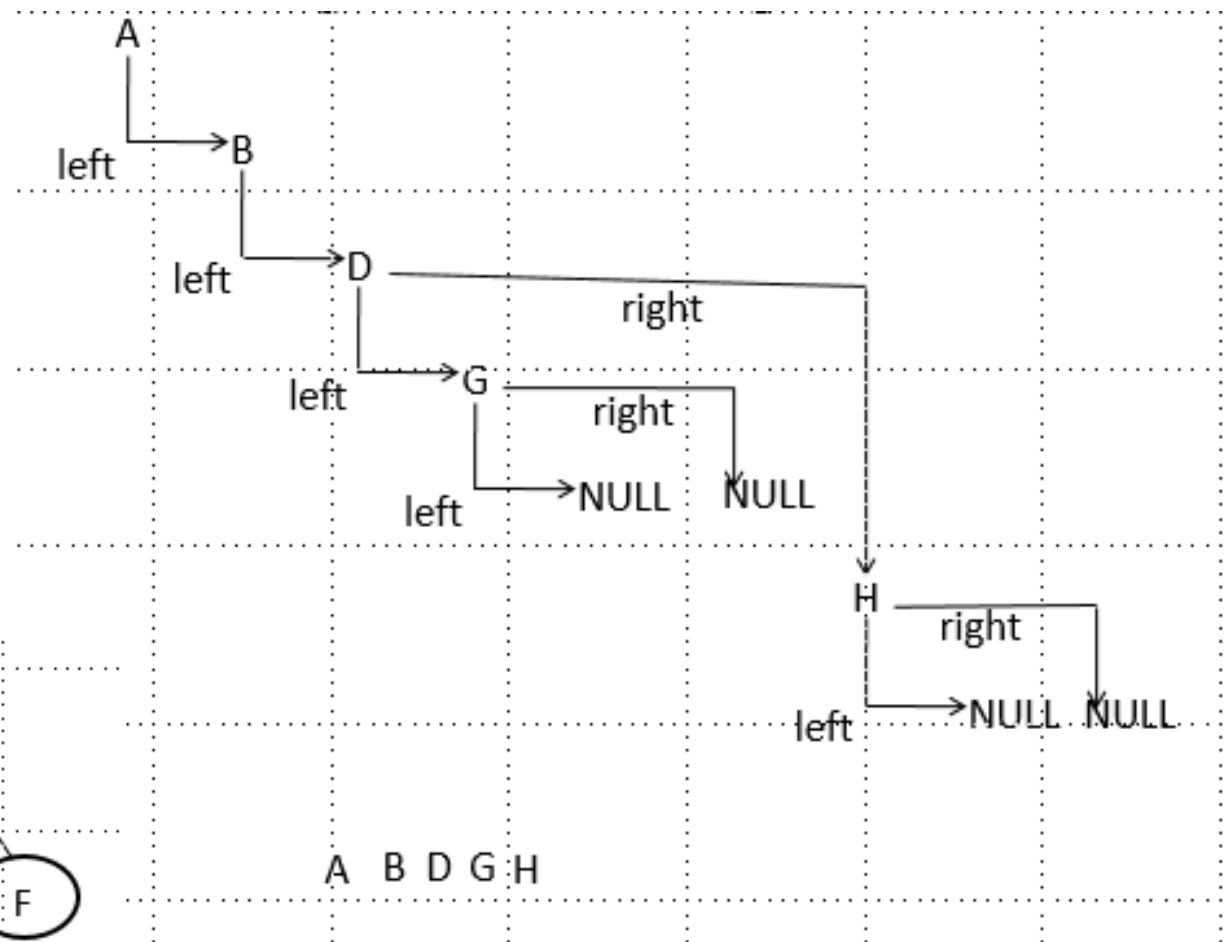 A
left B
left D
right
left G
right
left NULL NULL
H
right
left NULL NULL
A B D G H
F